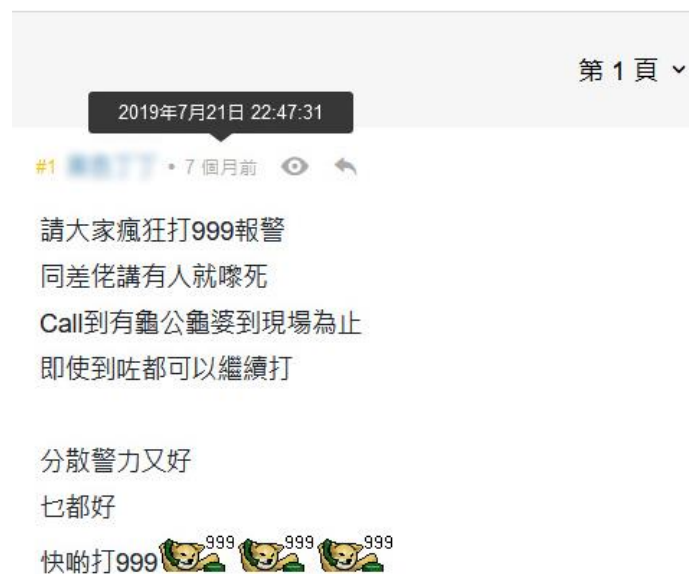 第 1 頁
2019年7月21日 22:47:31
#1 • 7 個月前
請大家瘋狂打999報警
同差佬講有人就嚟死
Call到有龜公龜婆到現場為止
即使到咗都可以繼續打
分散警力又好
乜都好
快啲打999 999 999 999